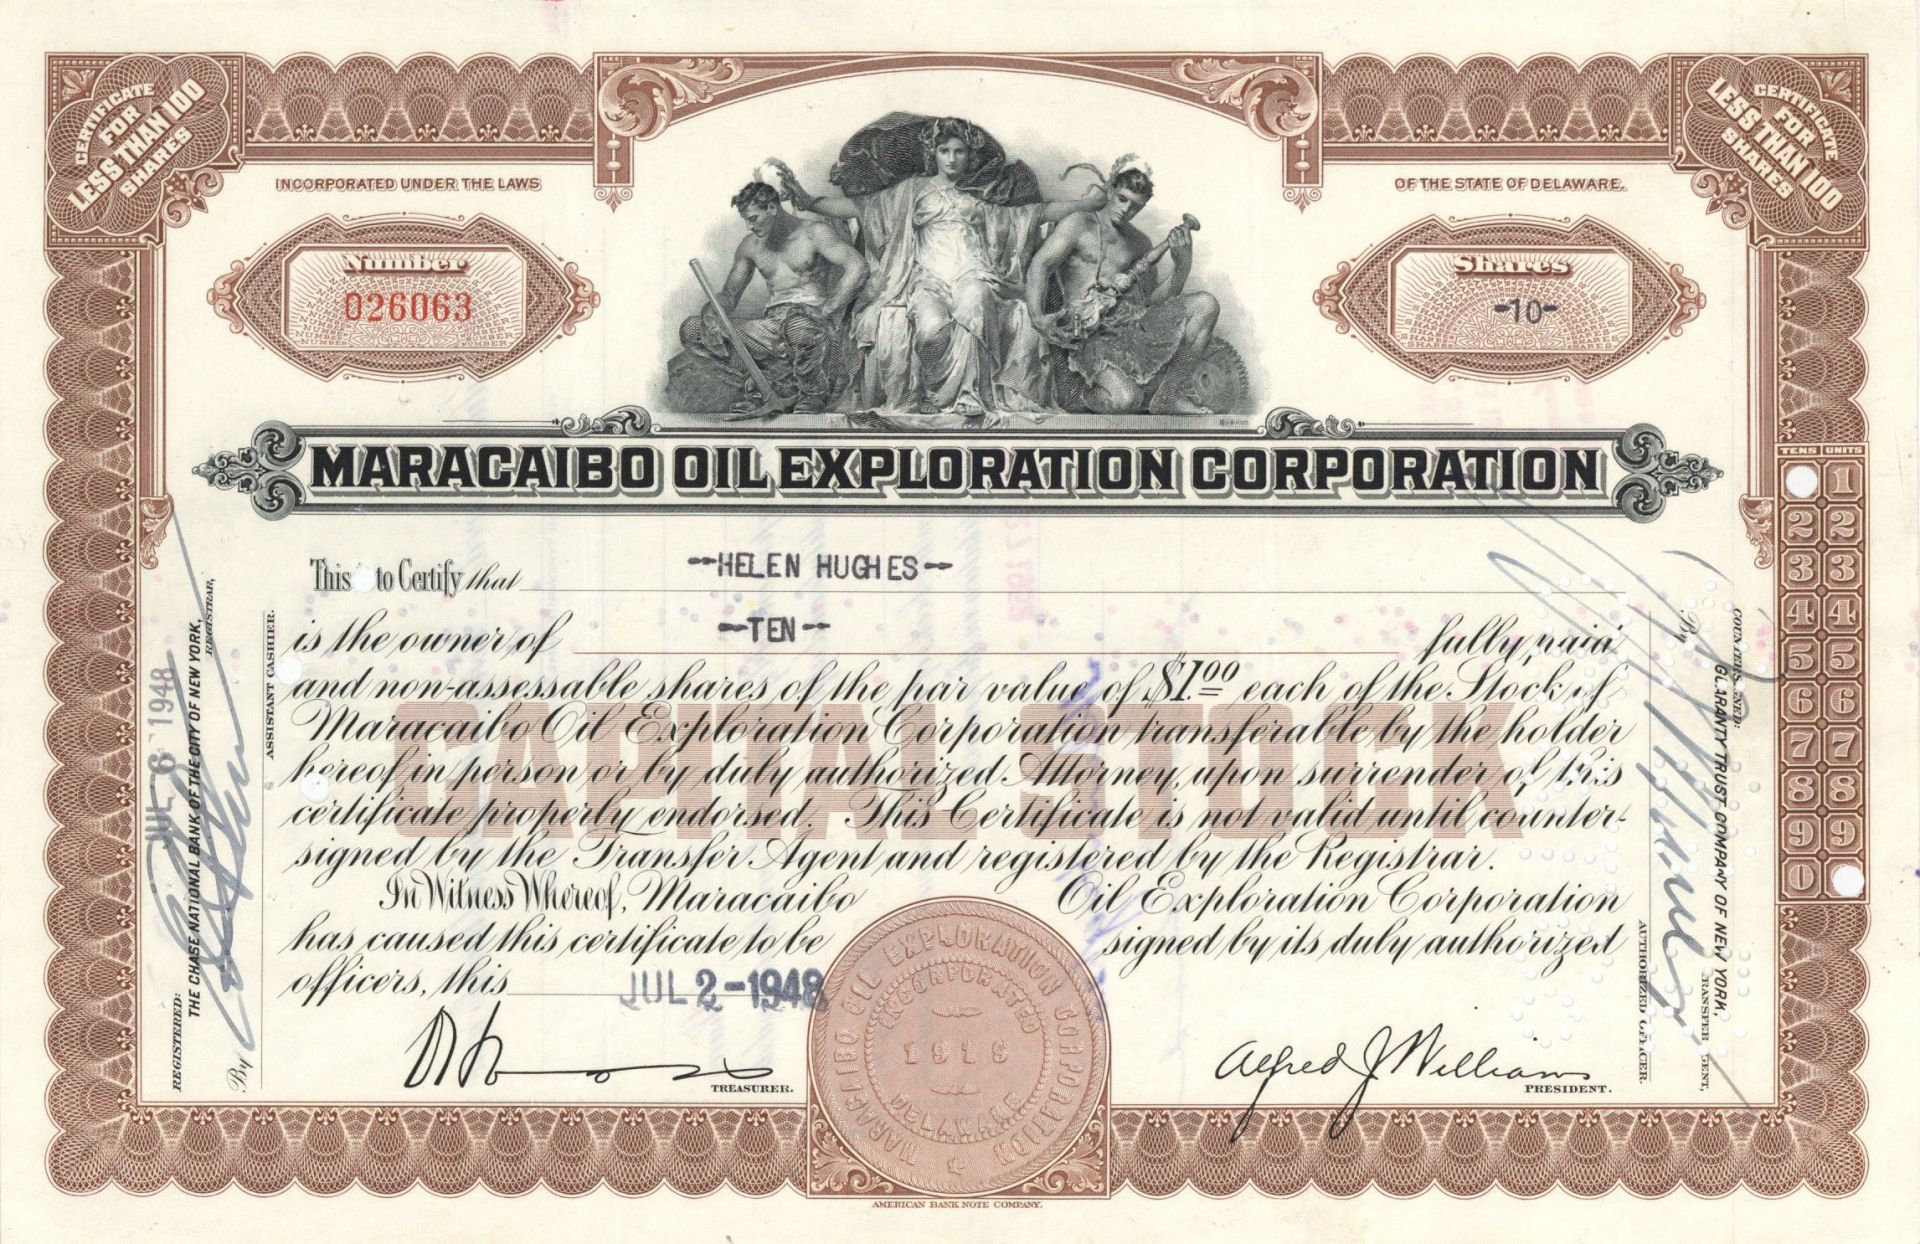 CERTIFICATE FOR LESS THAN 100 SHARES
CERTIFICATE FOR LESS THAN 100 SHARES
INCORPORATED UNDER THE LAWS
OF THE STATE OF DELAWARE.
Number
026063
Shares
-10-
MARACAIBO OIL EXPLORATION CORPORATION
TENS UNITS
1
2 2
3 3
4 4
5 5
6 6
7 7
8 8
9 9
0
This to Certify that --HELEN HUGHES--
is the owner of --TEN-- fully paid
and non-assessable shares of the par value of $1.00 each of the Stock of
Maracaibo Oil Exploration Corporation transferable by the holder
hereof in person or by duly authorized Attorney, upon surrender of this
certificate properly endorsed. This Certificate is not valid until counter-
signed by the Transfer Agent and registered by the Registrar.
In Witness Whereof, Maracaibo Oil Exploration Corporation
has caused this certificate to be signed by its duly authorized
officers, this JUL 2-1948
CAPITAL STOCK
TREASURER.
Alfred J Williams
PRESIDENT.
MARACAIBO OIL EXPLORATION CORPORATION
INCORPORATED
1919
DELAWARE
AMERICAN BANK NOTE COMPANY.
REGISTERED:
THE CHASE NATIONAL BANK OF THE CITY OF NEW YORK,
REGISTRAR,
JUL 6 1948
By
ASSISTANT CASHIER.
COUNTERSIGNED:
GUARANTY TRUST COMPANY OF NEW YORK,
TRANSFER AGENT,
By
AUTHORIZED OFFICER.